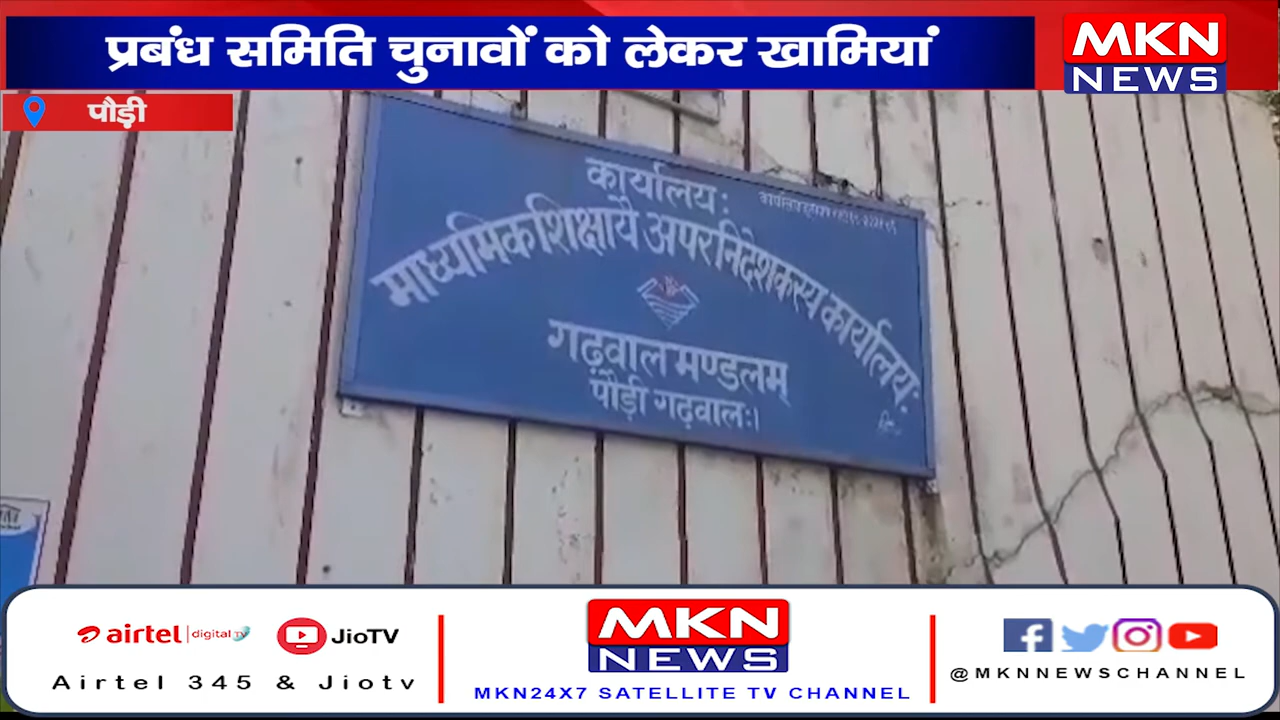 प्रबंध समिति चुनावों को लेकर खामियां
MKN
NEWS
पौड़ी
कार्यालय:
माध्यमिकशिक्षायै अपरनिदेशकस्य कार्यालय:
गढ़वाल मण्डलम्
पौड़ी गढ़वाल:।
airtel digital TV
JioTV
Airtel 345 & Jiotv
MKN
NEWS
MKN24X7 SATELLITE TV CHANNEL
@MKNNEWSCHANNEL